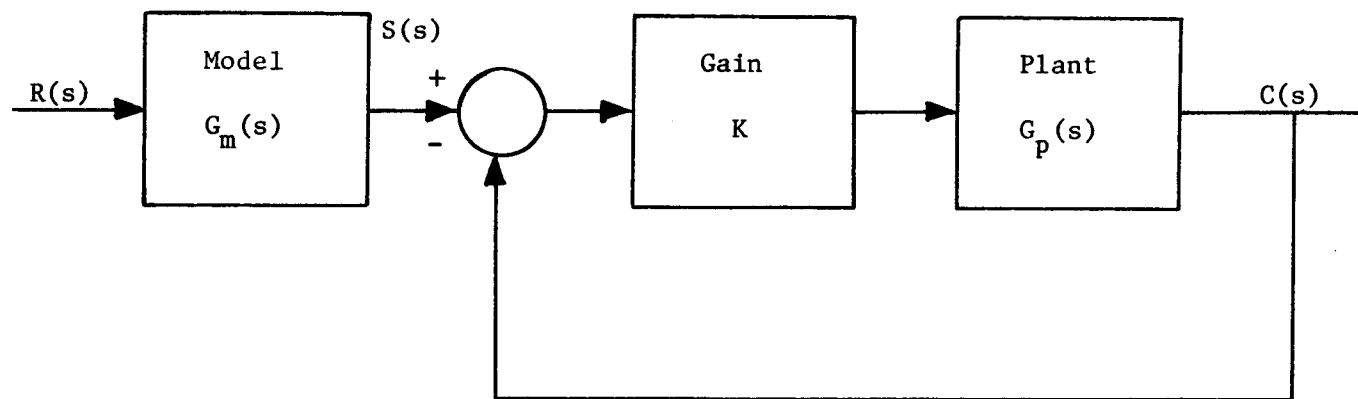 R(s)
Model
G_m(s)
S(s)
+
-
Gain
K
Plant
G_p(s)
C(s)